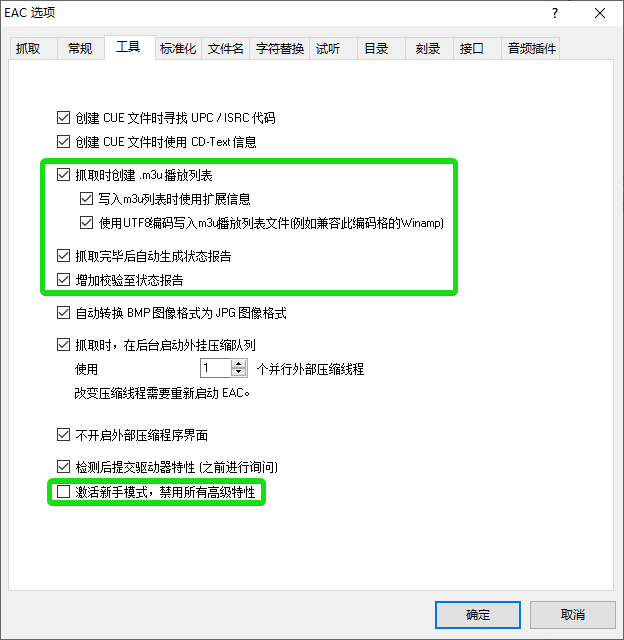 EAC 选项
抓取 常规 工具 标准化 文件名 字符替换 试听 目录 刻录 接口 音频插件
创建 CUE 文件时寻找 UPC / ISRC 代码
创建 CUE 文件时使用 CD-Text 信息
抓取时创建 .m3u 播放列表
写入m3u列表时使用扩展信息
使用UTF8编码写入m3u播放列表文件(例如兼容此编码格的Winamp)
抓取完毕后自动生成状态报告
增加校验至状态报告
自动转换 BMP 图像格式为 JPG 图像格式
抓取时，在后台启动外挂压缩队列
使用 1 个并行外部压缩线程
改变压缩线程需要重新启动 EAC。
不开启外部压缩程序界面
检测后提交驱动器特性 (之前进行询问)
激活新手模式，禁用所有高级特性
确定 取消